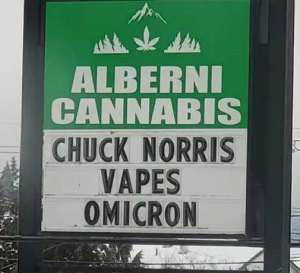 ALBERNI
CANNABIS
CHUCK NORRIS
VAPES
OMICRON